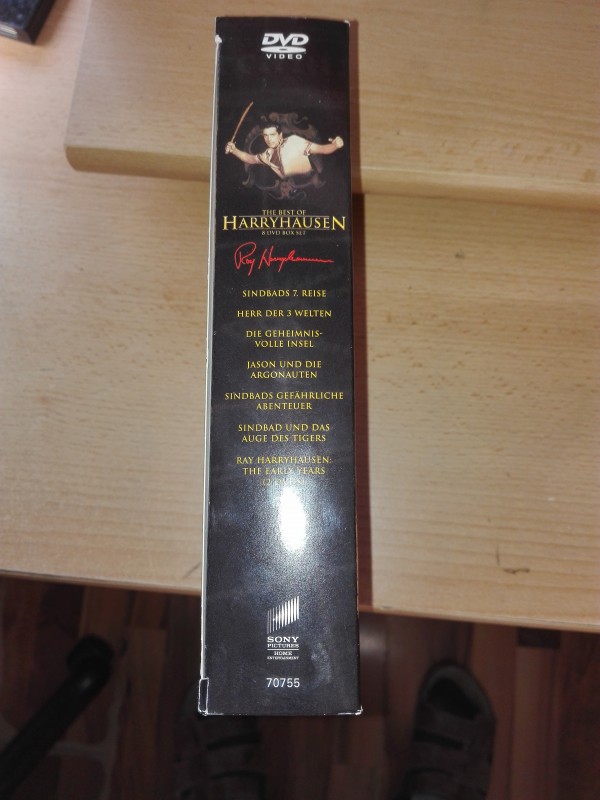 DVD
VIDEO
THE BEST OF
HARRYHAUSEN
8 DVD BOX SET
Ray Harryhausen
SINDBADS 7. REISE
HERR DER 3 WELTEN
DIE GEHEIMNIS-
VOLLE INSEL
JASON UND DIE
ARGONAUTEN
SINDBADS GEFÄHRLICHE
ABENTEUER
SINDBAD UND DAS
AUGE DES TIGERS
RAY HARRYHAUSEN:
THE EARLY YEARS
SONY
PICTURES
HOME
ENTERTAINMENT
70755